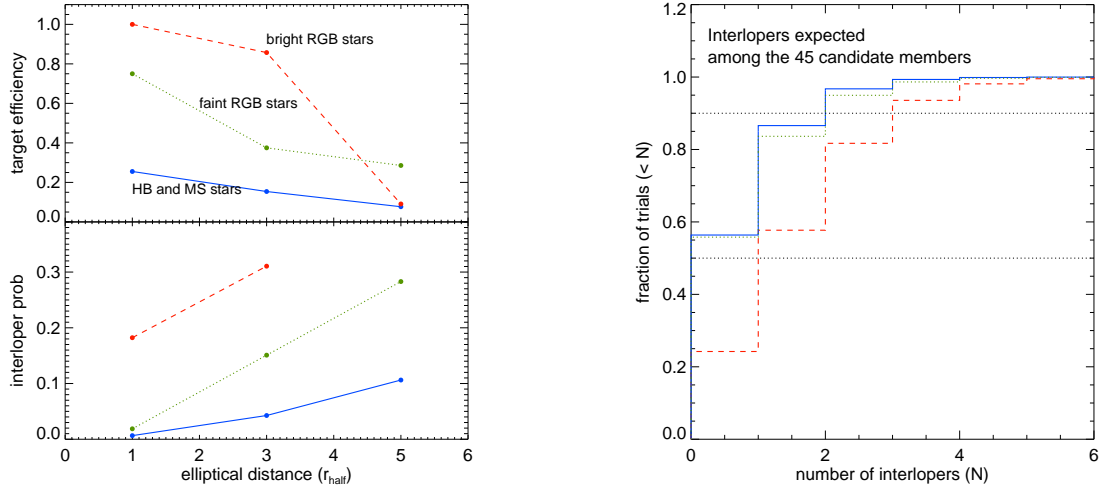 target efficiency
1.0
0.8
0.6
0.4
0.2
0.0
bright RGB stars
faint RGB stars
HB and MS stars
interloper prob
0.3
0.2
0.1
0.0
0 1 2 3 4 5 6
elliptical distance (r_half)
fraction of trials (< N)
1.2
1.0
0.8
0.6
0.4
0.2
0.0
Interlopers expected
among the 45 candidate members
0 2 4 6
number of interlopers (N)